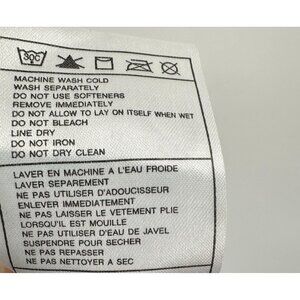 30C
MACHINE WASH COLD
WASH SEPARATELY
DO NOT USE SOFTENERS
REMOVE IMMEDIATELY
DO NOT ALLOW TO LAY ON ITSELF WHEN WET
DO NOT BLEACH
LINE DRY
DO NOT IRON
DO NOT DRY CLEAN
LAVER EN MACHINE A L'EAU FROIDE
LAVER SEPAREMENT
NE PAS UTILISER D'ADOUCISSEUR
ENLEVER IMMEDIATEMENT
NE PAS LAISSER LE VETEMENT PLIE
LORSQU'IL EST MOUILLE
NE PAS UTILISER D'EAU DE JAVEL
SUSPENDRE POUR SECHER
NE PAS REPASSER
NE PAS NETTOYER A SEC